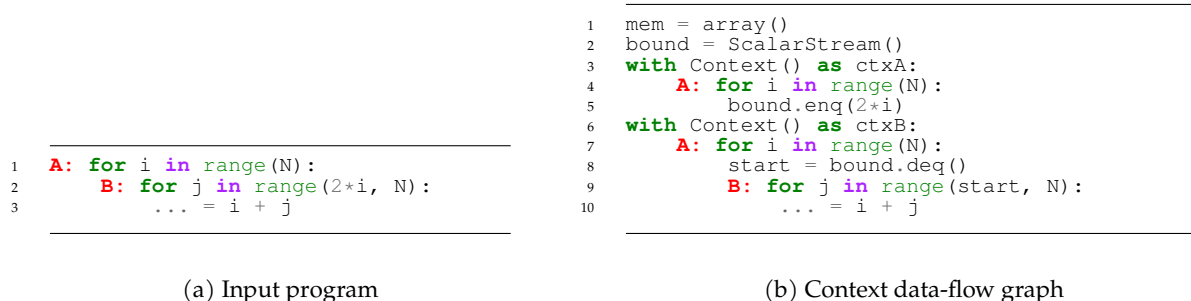 1 A: for i in range(N):
2     B: for j in range(2*i, N):
3         ... = i + j
(a) Input program
1 mem = array()
2 bound = ScalarStream()
3 with Context() as ctxA:
4     A: for i in range(N):
5         bound.enq(2*i)
6 with Context() as ctxB:
7     A: for i in range(N):
8         start = bound.deq()
9         B: for j in range(start, N):
10             ... = i + j
(b) Context data-flow graph